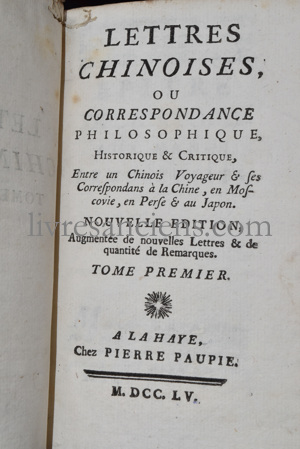 LETTRES
CHINOISES,
OU
CORRESPONDANCE
PHILOSOPHIQUE,
HISTORIQUE & CRITIQUE,
Entre un Chinois Voyageur & ses
Correspondans à la Chine, en Mos-
covie, en Perse & au Japon.
NOUVELLE EDITION,
Augmentée de nouvelles Lettres & de
quantité de Remarques.
TOME PREMIER.
A LA HAYE,
Chez PIERRE PAUPIE.
M. DCC. LV.
livresanciens.com